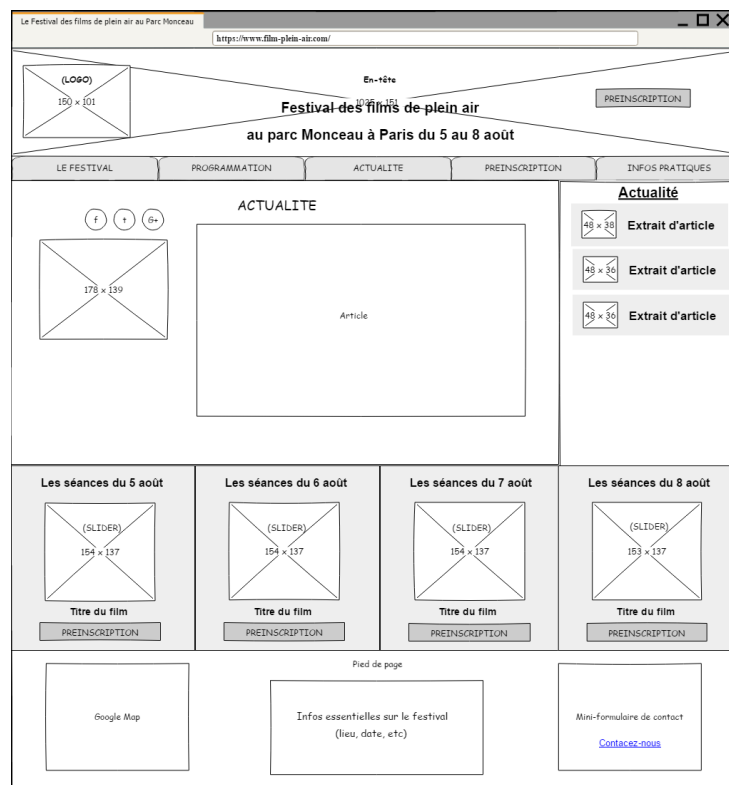 Le Festival des films de plein air au Parc Monceau
https://www.film-plein-air.com/
(LOGO)
150 x 101
En-tête
Festival des films de plein air
au parc Monceau à Paris du 5 au 8 août
PREINSCRIPTION
LE FESTIVAL
PROGRAMMATION
ACTUALITE
PREINSCRIPTION
INFOS PRATIQUES
f
t
G+
178 x 139
ACTUALITE
Article
Actualité
48 x 38
Extrait d'article
48 x 36
Extrait d'article
48 x 36
Extrait d'article
Les séances du 5 août
(SLIDER)
154 x 137
Titre du film
PREINSCRIPTION
Les séances du 6 août
(SLIDER)
154 x 137
Titre du film
PREINSCRIPTION
Les séances du 7 août
(SLIDER)
154 x 137
Titre du film
PREINSCRIPTION
Les séances du 8 août
(SLIDER)
153 x 137
Titre du film
PREINSCRIPTION
Pied de page
Google Map
Infos essentielles sur le festival
(lieu, date, etc)
Mini-formulaire de contact
Contacez-nous